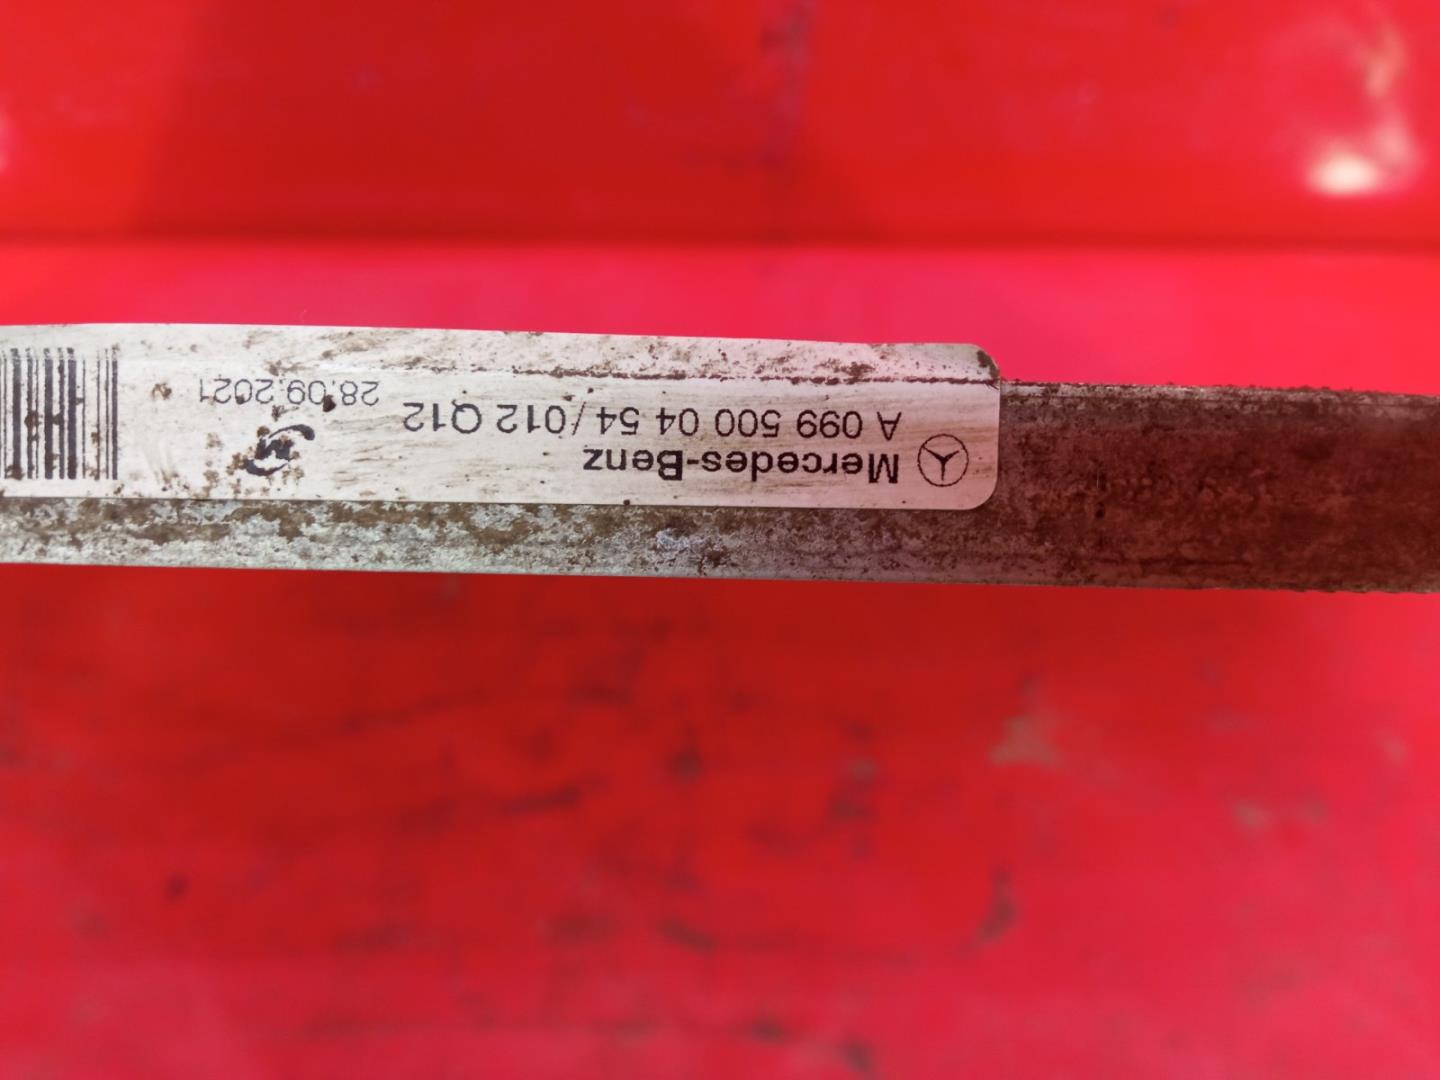 Mercedes-Benz
A 099 500 04 54 / 012 Q12
28.09.2021